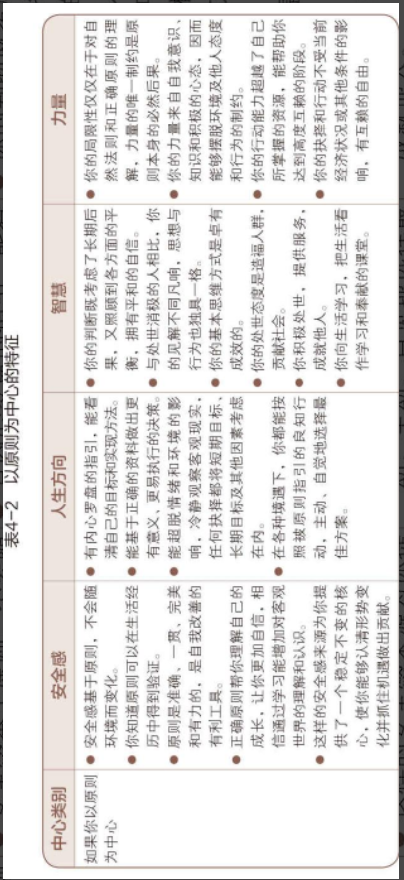 表4-2 以原则为中心的特征
中心类别
安全感
人生方向
智慧
力量
如果你以原则
为中心
● 安全感基于原则，不会随
环境而变化。
● 你知道原则可以在生活经
历中得到验证。
● 原则是准确、一贯、完美
和有力的，是自我改善的
有利工具。
● 正确原则帮你理解自己的
成长，让你更加自信，相
信通过学习能增加对客观
世界的理解和认识。
● 这样的安全感来源为你提
供了一个稳定不变的核
心，使你能够认清形势变
化并抓住机遇做出贡献。
● 有内心罗盘的指引，能看
清自己的目标和实现方法。
● 能基于正确的资料做出更
有意义、更易执行的决策。
● 能超脱情绪和环境的影
响，冷静观察客观现实，
任何抉择都将短期目标、
长期目标及其他因素考虑
在内。
● 在各种境遇下，你都能按
照被原则指引的良知行
动，主动、自觉地选择最
佳方案。
● 你的判断既考虑了长期后
果，又照顾到各方面的平
衡，拥有平和的自信。
● 与处世消极的人相比，你
的见解不同凡响，思想与
行为也独具一格。
● 你的基本思维方式是卓有
成效的。
● 你的处世态度是造福人群，
贡献社会。
● 你积极处世，提供服务，
成就他人。
● 你向生活学习，把生活看
作学习和奉献的课堂。
● 你的局限性仅仅在于对自
然法则和正确原则的理
解，力量的唯一制约是原
则本身的必然后果。
● 你的力量来自自我意识、
知识和积极的心态，因而
能够摆脱环境及他人态度
和行为的制约。
● 你的行动能力超越了自己
所掌握的资源，能帮助你
达到高度互赖的阶段。
● 你的抉择和行动不受当前
经济状况或其他条件的影
响，有互赖的自由。